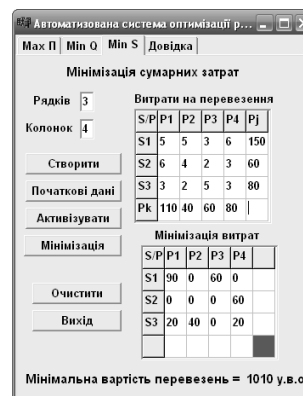 Автоматизована система оптимізації р...
Max П Min Q Min S Довідка
Мінімізація сумарних затрат
Рядків 3
Колонок 4
Створити
Початкові дані
Активізувати
Мінімізація
Очистити
Вихід
Витрати на перевезення
S/P P1 P2 P3 P4 Pj
S1 5 5 3 6 150
S2 6 4 2 3 60
S3 3 2 5 3 80
Pk 110 40 60 80
Мінімізація витрат
S/P P1 P2 P3 P4
S1 90 0 60 0
S2 0 0 0 60
S3 20 40 0 20
Мінімальна вартість перевезень = 1010 у.в.о